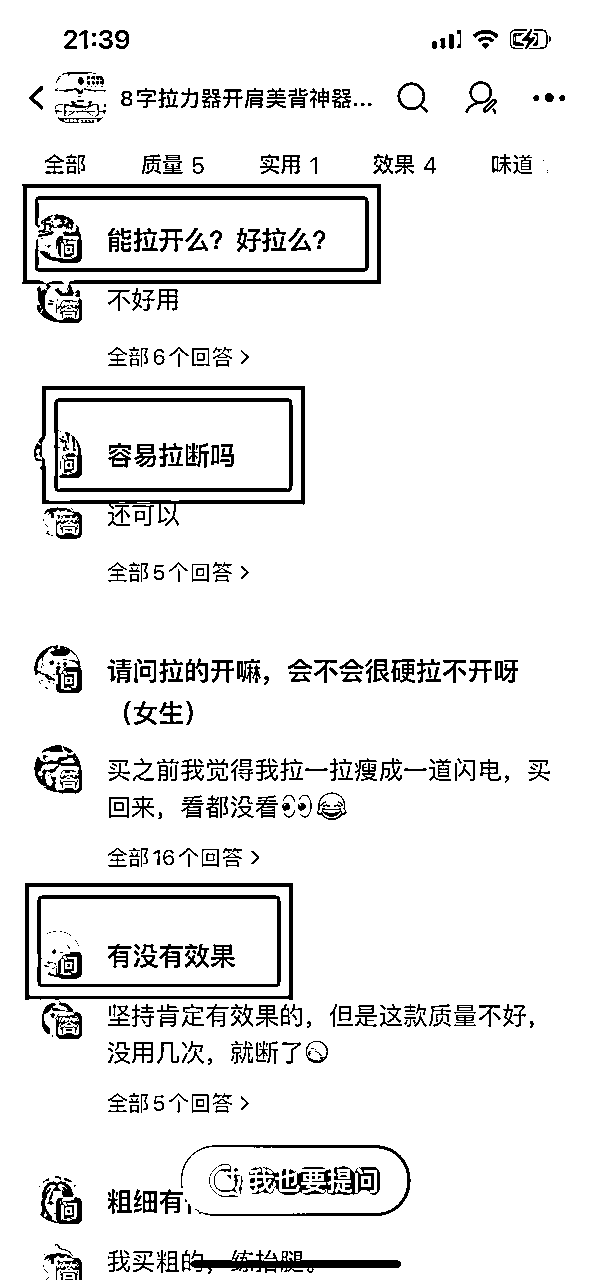 21:39
8字拉力器开肩美背神器...
全部 质量 5 实用 1 效果 4 味道
问 能拉开么？好拉么？
答 不好用
全部6个回答 >
问 容易拉断吗
答 还可以
全部5个回答 >
问 请问拉的开嘛，会不会很硬拉不开呀
（女生）
答 买之前我觉得我拉一拉瘦成一道闪电，买
回来，看都没看👀😂
全部16个回答 >
问 有没有效果
答 坚持肯定有效果的，但是这款质量不好，
没用几次，就断了
全部5个回答 >
我也要提问
问 粗细有
答 我买粗的，练抬腿。